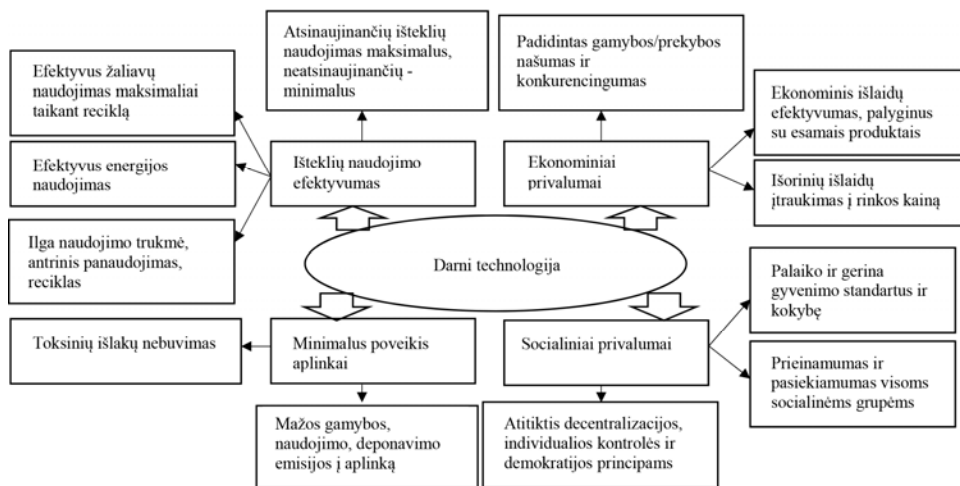 Atsinaujinančių išteklių
naudojimas maksimalus,
neatsinaujinančių -
minimalus
Padidintas gamybos/prekybos
našumas ir
konkurencingumas
Efektyvus žaliavų
naudojimas maksimaliai
taikant reciklą
Ekonominis išlaidų
efektyvumas, palyginus
su esamais produktais
Efektyvus energijos
naudojimas
Išteklių naudojimo
efektyvumas
Ekonominiai
privalumai
Išorinių išlaidų
įtraukimas į rinkos kainą
Ilga naudojimo trukmė,
antrinis panaudojimas,
reciklas
Darni technologija
Palaiko ir gerina
gyvenimo standartus ir
kokybę
Toksinių išlakų nebuvimas
Minimalus poveikis
aplinkai
Socialiniai privalumai
Prieinamumas ir
pasiekiamumas visoms
socialinėms grupėms
Mažos gamybos,
naudojimo, deponavimo
emisijos į aplinką
Atitiktis decentralizacijos,
individualios kontrolės ir
demokratijos principams